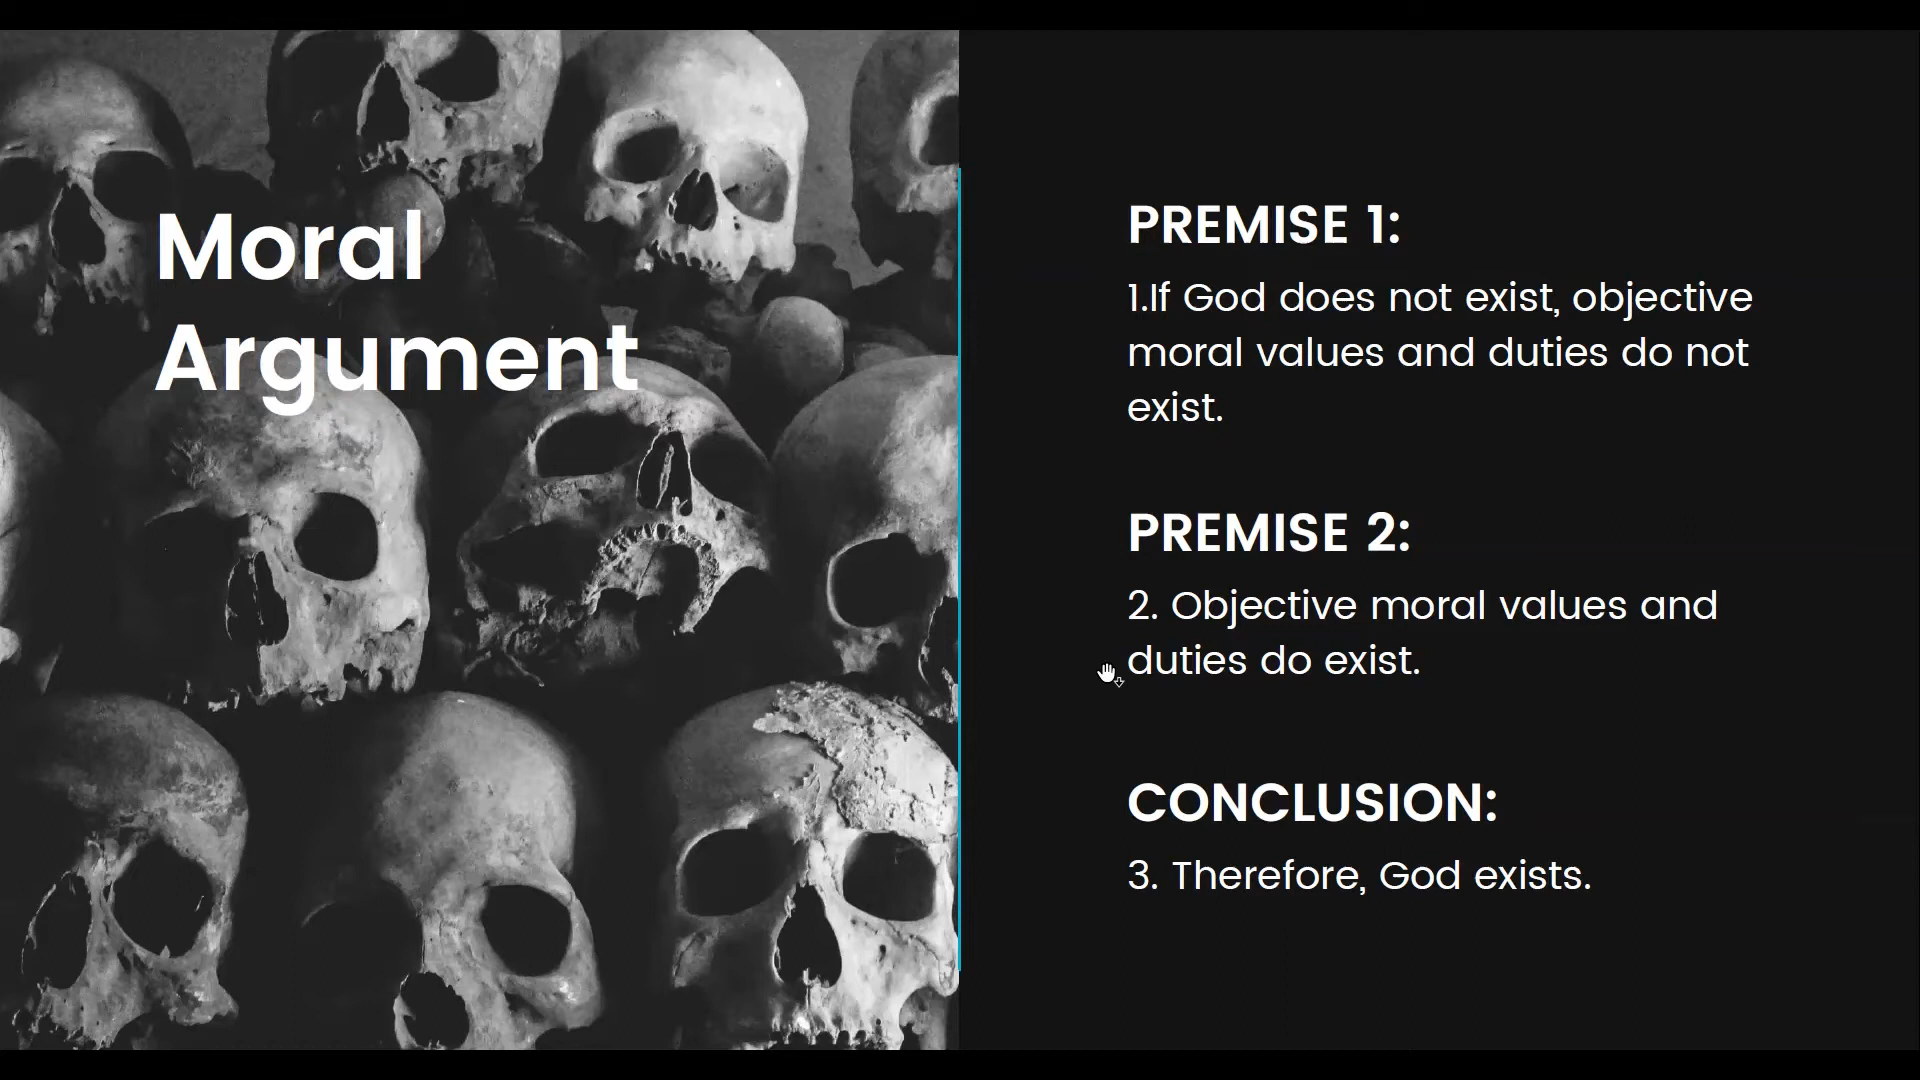 Moral
Argument
PREMISE 1:
1.If God does not exist, objective
moral values and duties do not
exist.
PREMISE 2:
2. Objective moral values and
duties do exist.
CONCLUSION:
3. Therefore, God exists.